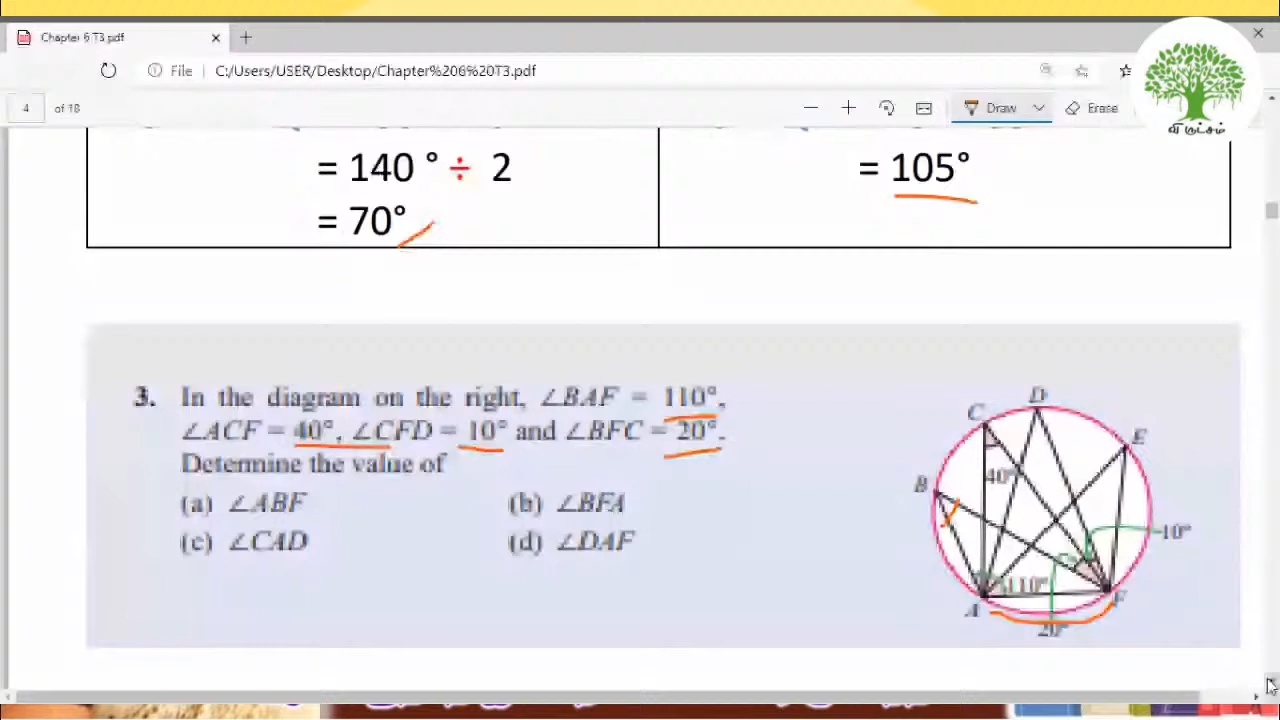 Chapter 6 T3.pdf
File C:/Users/USER/Desktop/Chapter%206%20T3.pdf
விருட்சம்
4 of 18
Draw
Erase
= 140 ° ÷ 2
= 105°
= 70°
3. In the diagram on the right, ∠BAF = 110°,
∠ACF = 40°, ∠CFD = 10° and ∠BFC = 20°.
Determine the value of
(a) ∠ABF
(b) ∠BFA
(c) ∠CAD
(d) ∠DAF
D
C
E
40°
B
10°
110°
A
F
20°